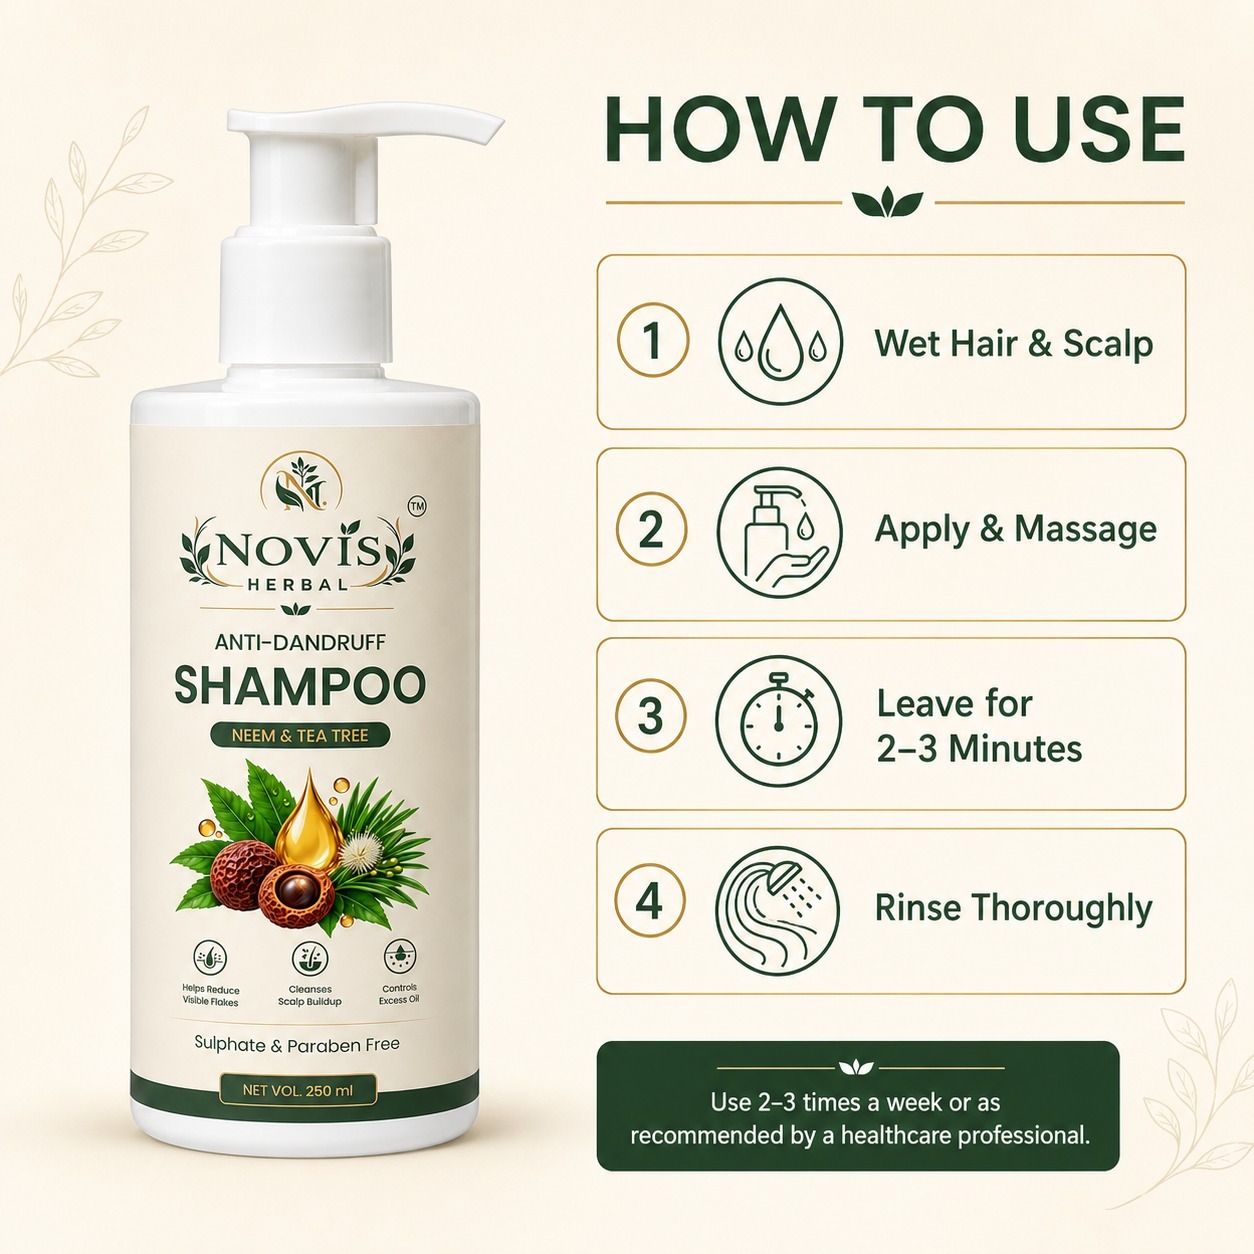 NOVIS
TM
HERBAL
ANTI-DANDRUFF
SHAMPOO
NEEM & TEA TREE
Helps Reduce
Visible Flakes
Cleanses
Scalp Buildup
Controls
Excess Oil
Sulphate & Paraben Free
NET VOL. 250 ml
HOW TO USE
1
Wet Hair & Scalp
2
Apply & Massage
3
Leave for
2–3 Minutes
4
Rinse Thoroughly
Use 2–3 times a week or as
recommended by a healthcare professional.